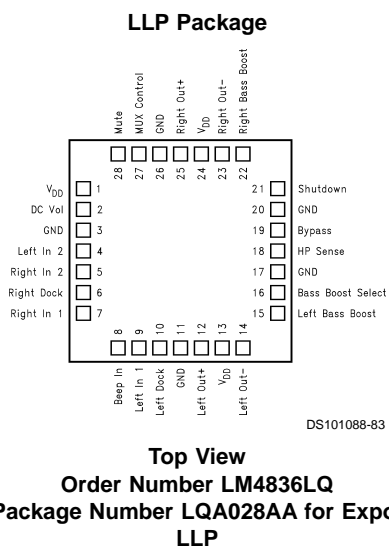 LLP Package
Mute
MUX Control
GND
Right Out+
VDD
Right Out-
Right Bass Boost
28 27 26 25 24 23 22
VDD 1
DC Vol 2
GND 3
Left In 2 4
Right In 2 5
Right Dock 6
Right In 1 7
21 Shutdown
20 GND
19 Bypass
18 HP Sense
17 GND
16 Bass Boost Select
15 Left Bass Boost
8 9 10 11 12 13 14
Beep In
Left In 1
Left Dock
GND
Left Out+
VDD
Left Out-
DS101088-83
Top View
Order Number LM4836LQ
Package Number LQA028AA for Expo
LLP